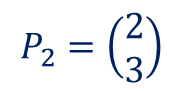 P₂ = (2
3)